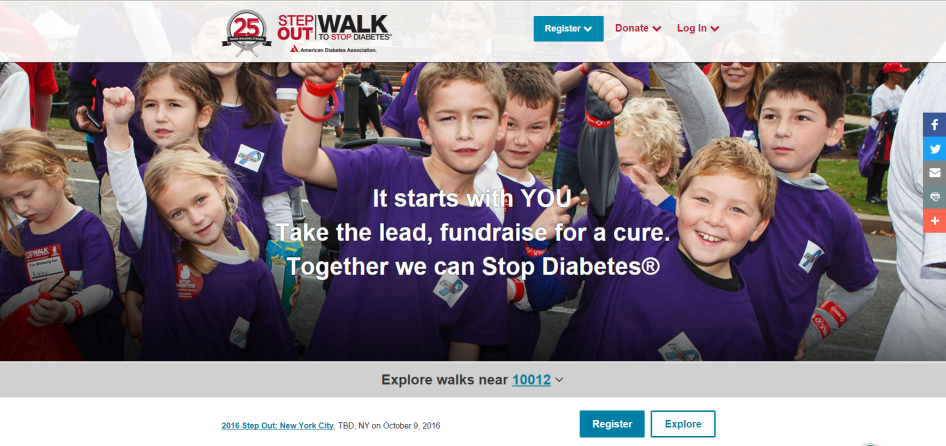 25
STEP OUT
WALK
TO STOP DIABETES®
American Diabetes Association.
Register
Donate
Log In
It starts with YOU
Take the lead, fundraise for a cure.
Together we can Stop Diabetes®
Explore walks near 10012
2016 Step Out: New York City, TBD, NY on October 9, 2016
Register
Explore